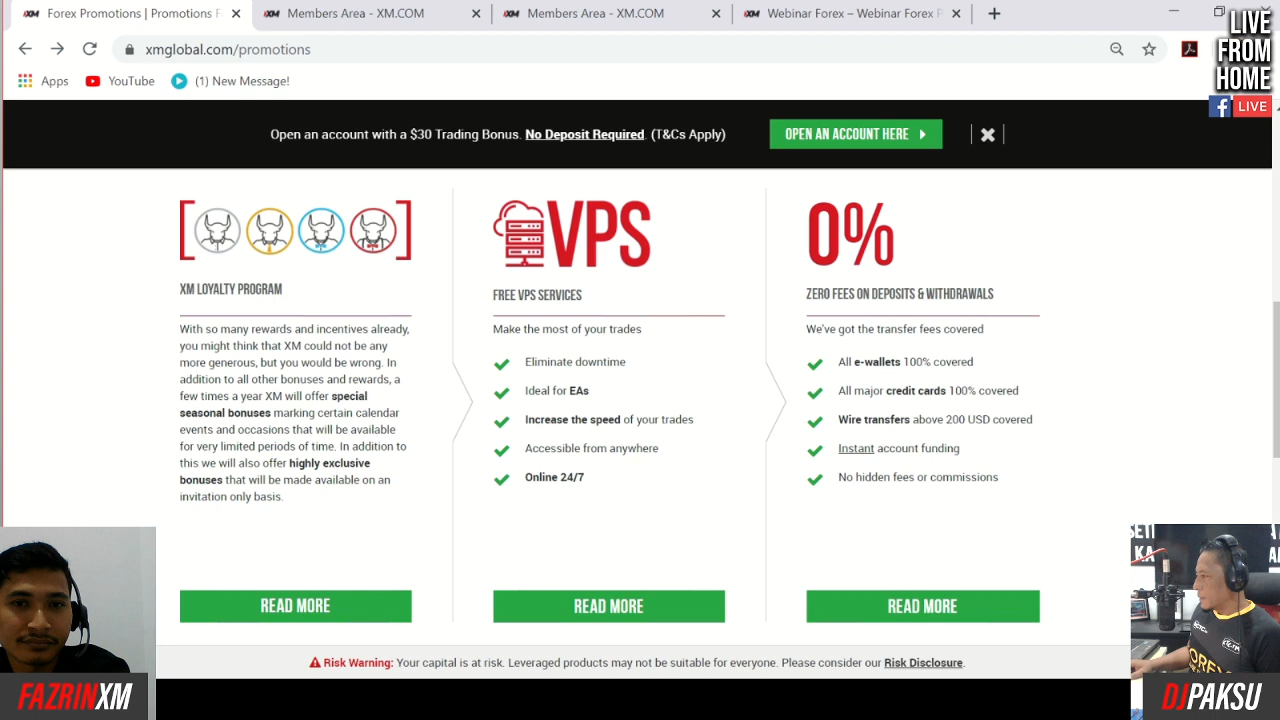 Forex Promotions | Promotions F
Members Area - XM.COM
Members Area - XM.COM
Webinar Forex – Webinar Forex P
xmglobal.com/promotions
Apps
YouTube
(1) New Message!
LIVE
FROM
HOME
LIVE
Open an account with a $30 Trading Bonus. No Deposit Required. (T&Cs Apply)
OPEN AN ACCOUNT HERE
XM LOYALTY PROGRAM
With so many rewards and incentives already,
you might think that XM could not be any
more generous, but you would be wrong. In
addition to all other bonuses and rewards, a
few times a year XM will offer special
seasonal bonuses marking certain calendar
events and occasions that will be available
for very limited periods of time. In addition to
this we will also offer highly exclusive
bonuses that will be made available on an
invitation only basis.
READ MORE
VPS
FREE VPS SERVICES
Make the most of your trades
Eliminate downtime
Ideal for EAs
Increase the speed of your trades
Accessible from anywhere
Online 24/7
READ MORE
0%
ZERO FEES ON DEPOSITS & WITHDRAWALS
We've got the transfer fees covered
All e-wallets 100% covered
All major credit cards 100% covered
Wire transfers above 200 USD covered
Instant account funding
No hidden fees or commissions
READ MORE
Risk Warning: Your capital is at risk. Leveraged products may not be suitable for everyone. Please consider our Risk Disclosure.
FAZRINXM
DJPAKSU